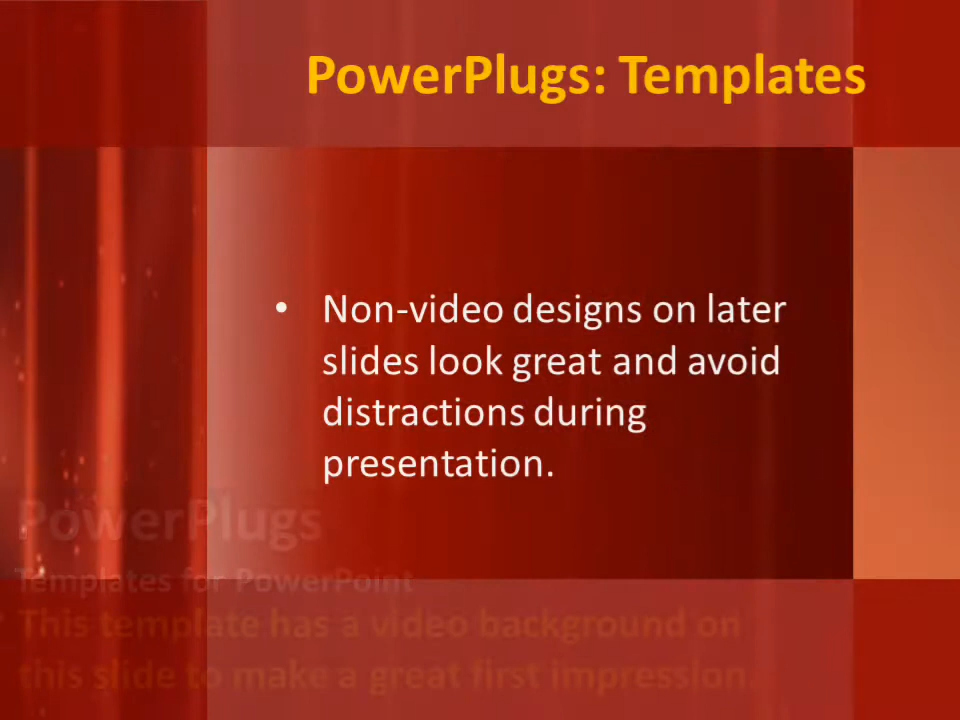 PowerPlugs: Templates
• Non-video designs on later
slides look great and avoid
distractions during
presentation.
PowerPlugs
Templates for PowerPoint
This template has a video background on
this slide to make a great first impression.